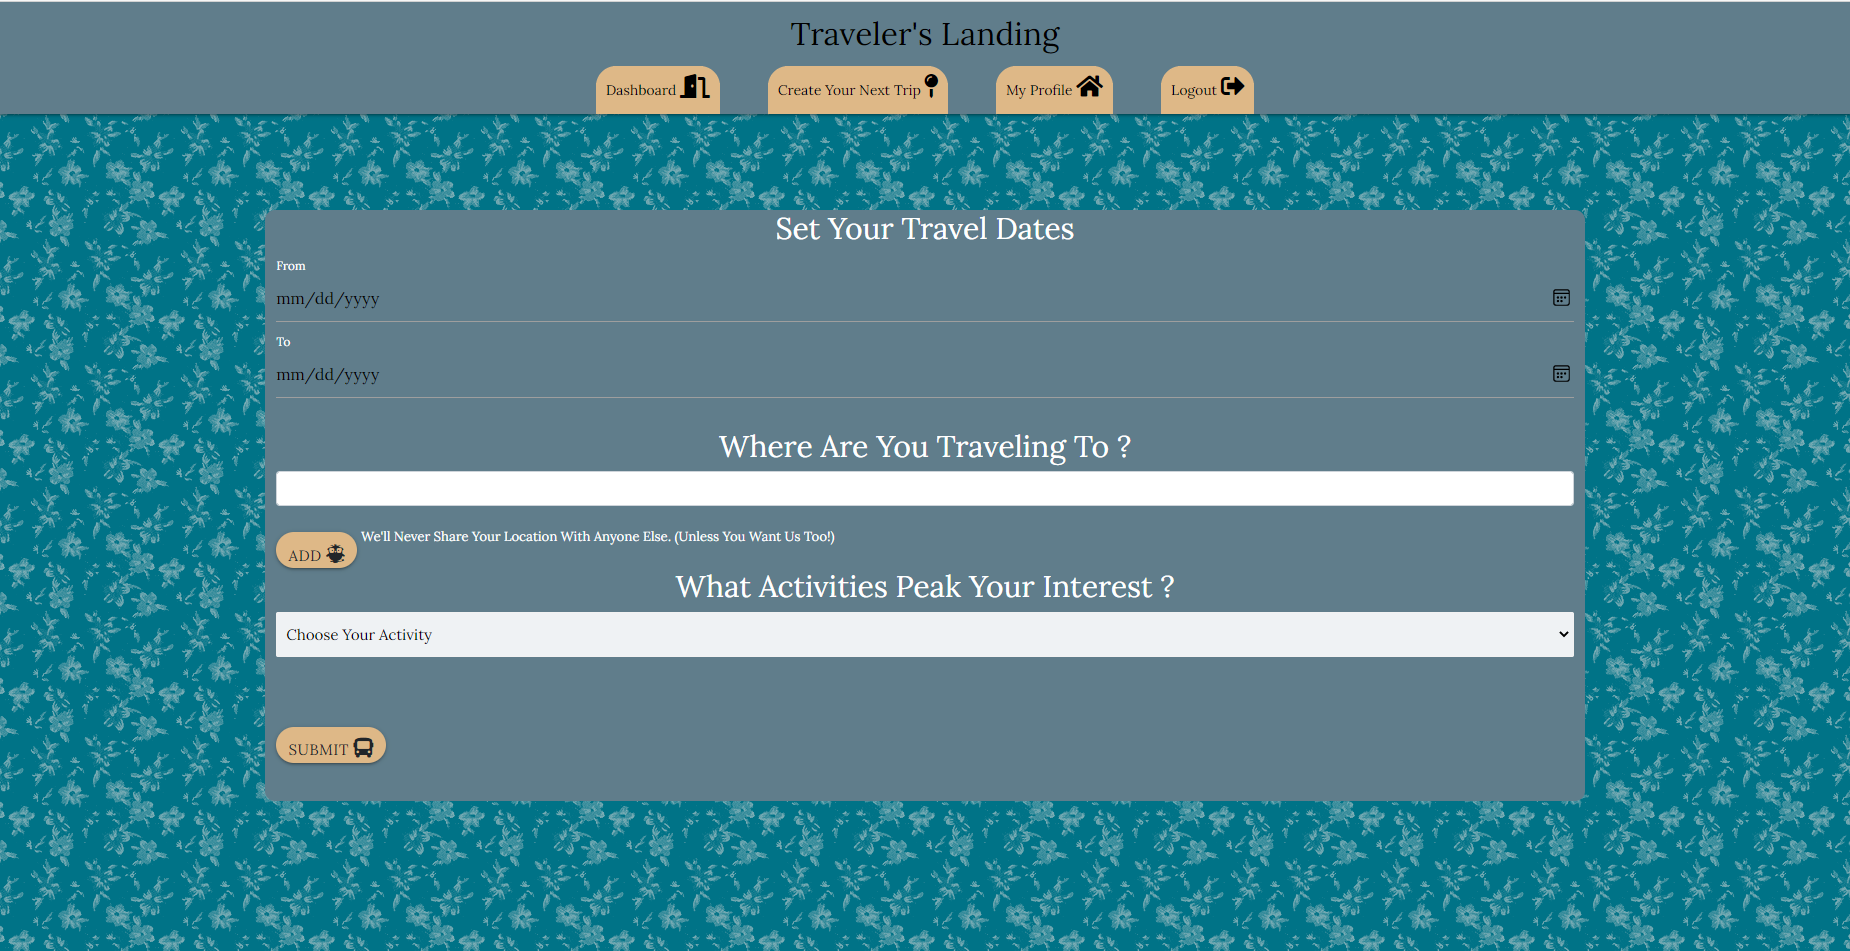 Traveler's Landing
Dashboard
Create Your Next Trip
My Profile
Logout
Set Your Travel Dates
From
mm/dd/yyyy
To
mm/dd/yyyy
Where Are You Traveling To ?
ADD
We'll Never Share Your Location With Anyone Else. (Unless You Want Us Too!)
What Activities Peak Your Interest ?
Choose Your Activity
SUBMIT